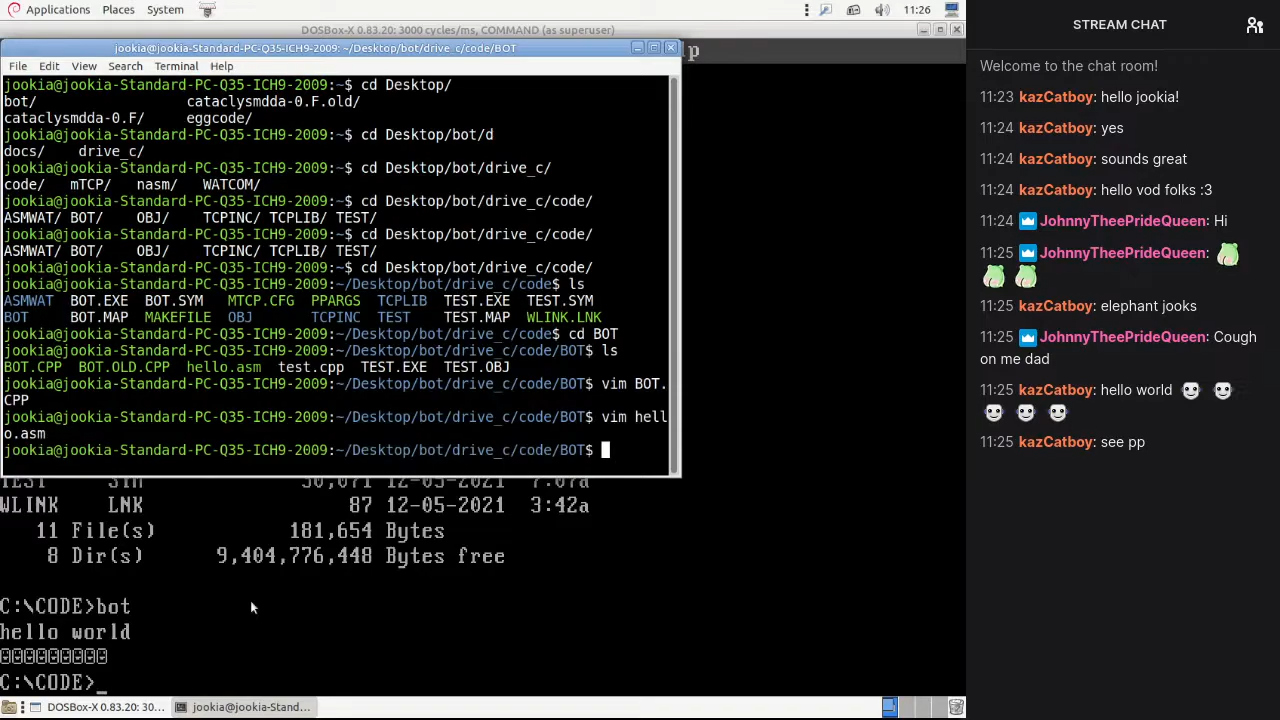 Applications Places System 11:26
DOSBox-X 0.83.20: 3000 cycles/ms, COMMAND (as superuser)
lp
jookia@jookia-Standard-PC-Q35-ICH9-2009: ~/Desktop/bot/drive_c/code/BOT
File Edit View Search Terminal Help
jookia@jookia-Standard-PC-Q35-ICH9-2009:~$ cd Desktop/
bot/ cataclysmdda-0.F.old/
cataclysmdda-0.F/ eggcode/
jookia@jookia-Standard-PC-Q35-ICH9-2009:~$ cd Desktop/bot/d
docs/ drive_c/
jookia@jookia-Standard-PC-Q35-ICH9-2009:~$ cd Desktop/bot/drive_c/
code/ mTCP/ nasm/ WATCOM/
jookia@jookia-Standard-PC-Q35-ICH9-2009:~$ cd Desktop/bot/drive_c/code/
ASMWAT/ BOT/ OBJ/ TCPINC/ TCPLIB/ TEST/
jookia@jookia-Standard-PC-Q35-ICH9-2009:~$ cd Desktop/bot/drive_c/code/
ASMWAT/ BOT/ OBJ/ TCPINC/ TCPLIB/ TEST/
jookia@jookia-Standard-PC-Q35-ICH9-2009:~$ cd Desktop/bot/drive_c/code/
jookia@jookia-Standard-PC-Q35-ICH9-2009:~/Desktop/bot/drive_c/code$ ls
ASMWAT BOT.EXE BOT.SYM MTCP.CFG PPARGS TCPLIB TEST.EXE TEST.SYM
BOT BOT.MAP MAKEFILE OBJ TCPINC TEST TEST.MAP WLINK.LNK
jookia@jookia-Standard-PC-Q35-ICH9-2009:~/Desktop/bot/drive_c/code$ cd BOT
jookia@jookia-Standard-PC-Q35-ICH9-2009:~/Desktop/bot/drive_c/code/BOT$ ls
BOT.CPP BOT.OLD.CPP hello.asm test.cpp TEST.EXE TEST.OBJ
jookia@jookia-Standard-PC-Q35-ICH9-2009:~/Desktop/bot/drive_c/code/BOT$ vim BOT.
CPP
jookia@jookia-Standard-PC-Q35-ICH9-2009:~/Desktop/bot/drive_c/code/BOT$ vim hell
o.asm
jookia@jookia-Standard-PC-Q35-ICH9-2009:~/Desktop/bot/drive_c/code/BOT$
WLINK LNK 87 12-05-2021 3:42a
11 File(s) 181,654 Bytes
8 Dir(s) 9,404,776,448 Bytes free
C:\CODE>bot
hello world
C:\CODE>_
DOSBox-X 0.83.20: 30... jookia@jookia-Stand...
STREAM CHAT
Welcome to the chat room!
11:23 kazCatboy: hello jookia!
11:24 kazCatboy: yes
11:24 kazCatboy: sounds great
11:24 kazCatboy: hello vod folks :3
11:24 JohnnyTheePrideQueen: Hi
11:25 JohnnyTheePrideQueen:
11:25 kazCatboy: elephant jooks
11:25 JohnnyTheePrideQueen: Cough
on me dad
11:25 kazCatboy: hello world
11:25 kazCatboy: see pp